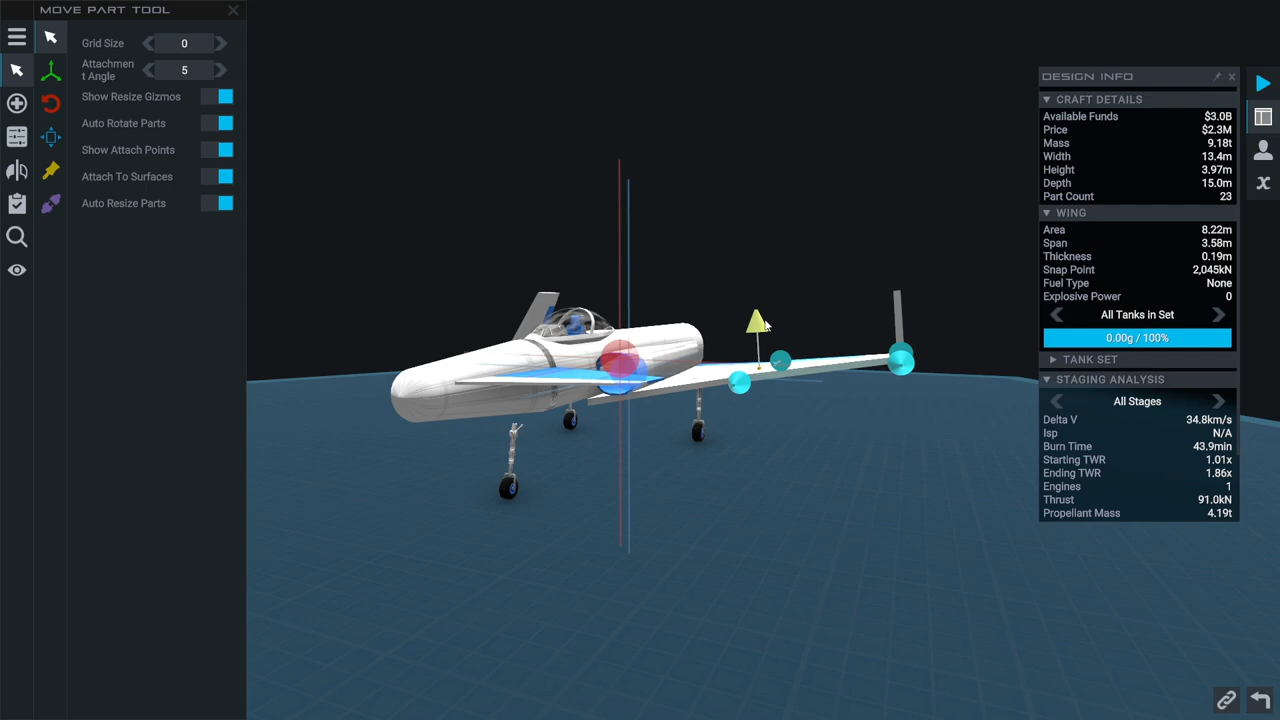 MOVE PART TOOL
Grid Size 0
Attachmen
t Angle 5
Show Resize Gizmos
Auto Rotate Parts
Show Attach Points
Attach To Surfaces
Auto Resize Parts
DESIGN INFO
CRAFT DETAILS
Available Funds $3.0B
Price $2.3M
Mass 9.18t
Width 13.4m
Height 3.97m
Depth 15.0m
Part Count 23
WING
Area 8.22m
Span 3.58m
Thickness 0.19m
Snap Point 2,045kN
Fuel Type None
Explosive Power 0
All Tanks in Set
0.00g / 100%
TANK SET
STAGING ANALYSIS
All Stages
Delta V 34.8km/s
Isp N/A
Burn Time 43.9min
Starting TWR 1.01x
Ending TWR 1.86x
Engines 1
Thrust 91.0kN
Propellant Mass 4.19t
x